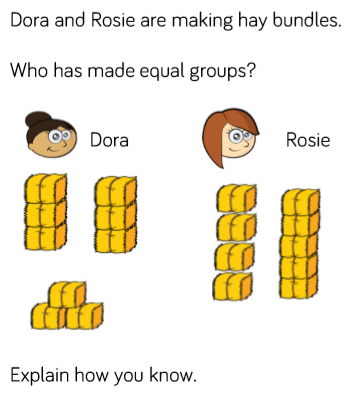 Dora and Rosie are making hay bundles.
Who has made equal groups?
Dora
Rosie
Explain how you know.